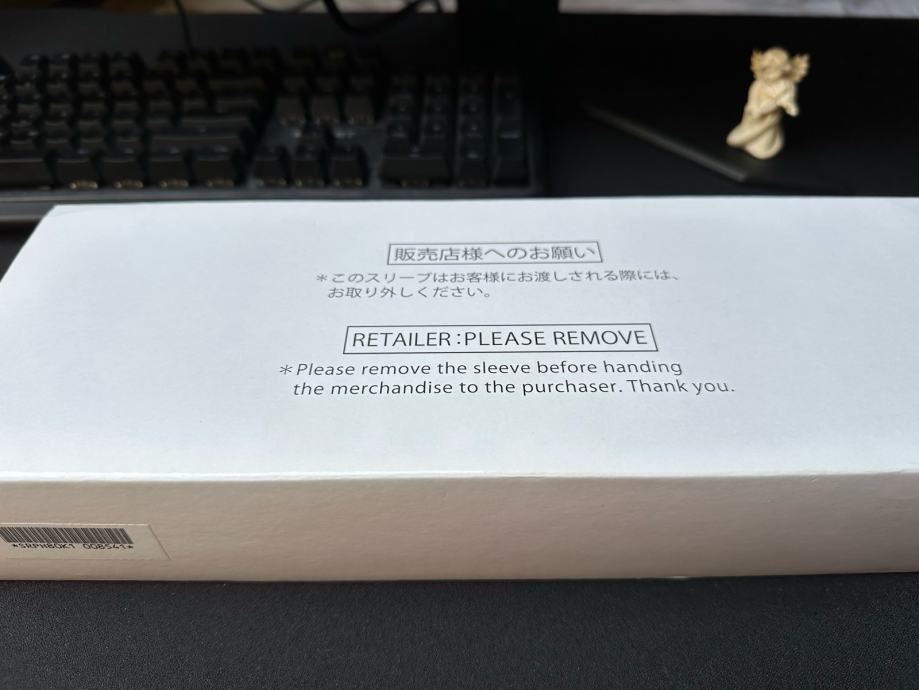 販売店様へのお願い
＊このスリーブはお客様にお渡しされる際には、
お取り外しください。
RETAILER:PLEASE REMOVE
＊Please remove the sleeve before handing
the merchandise to the purchaser. Thank you.
*SRPH80K1 008541*